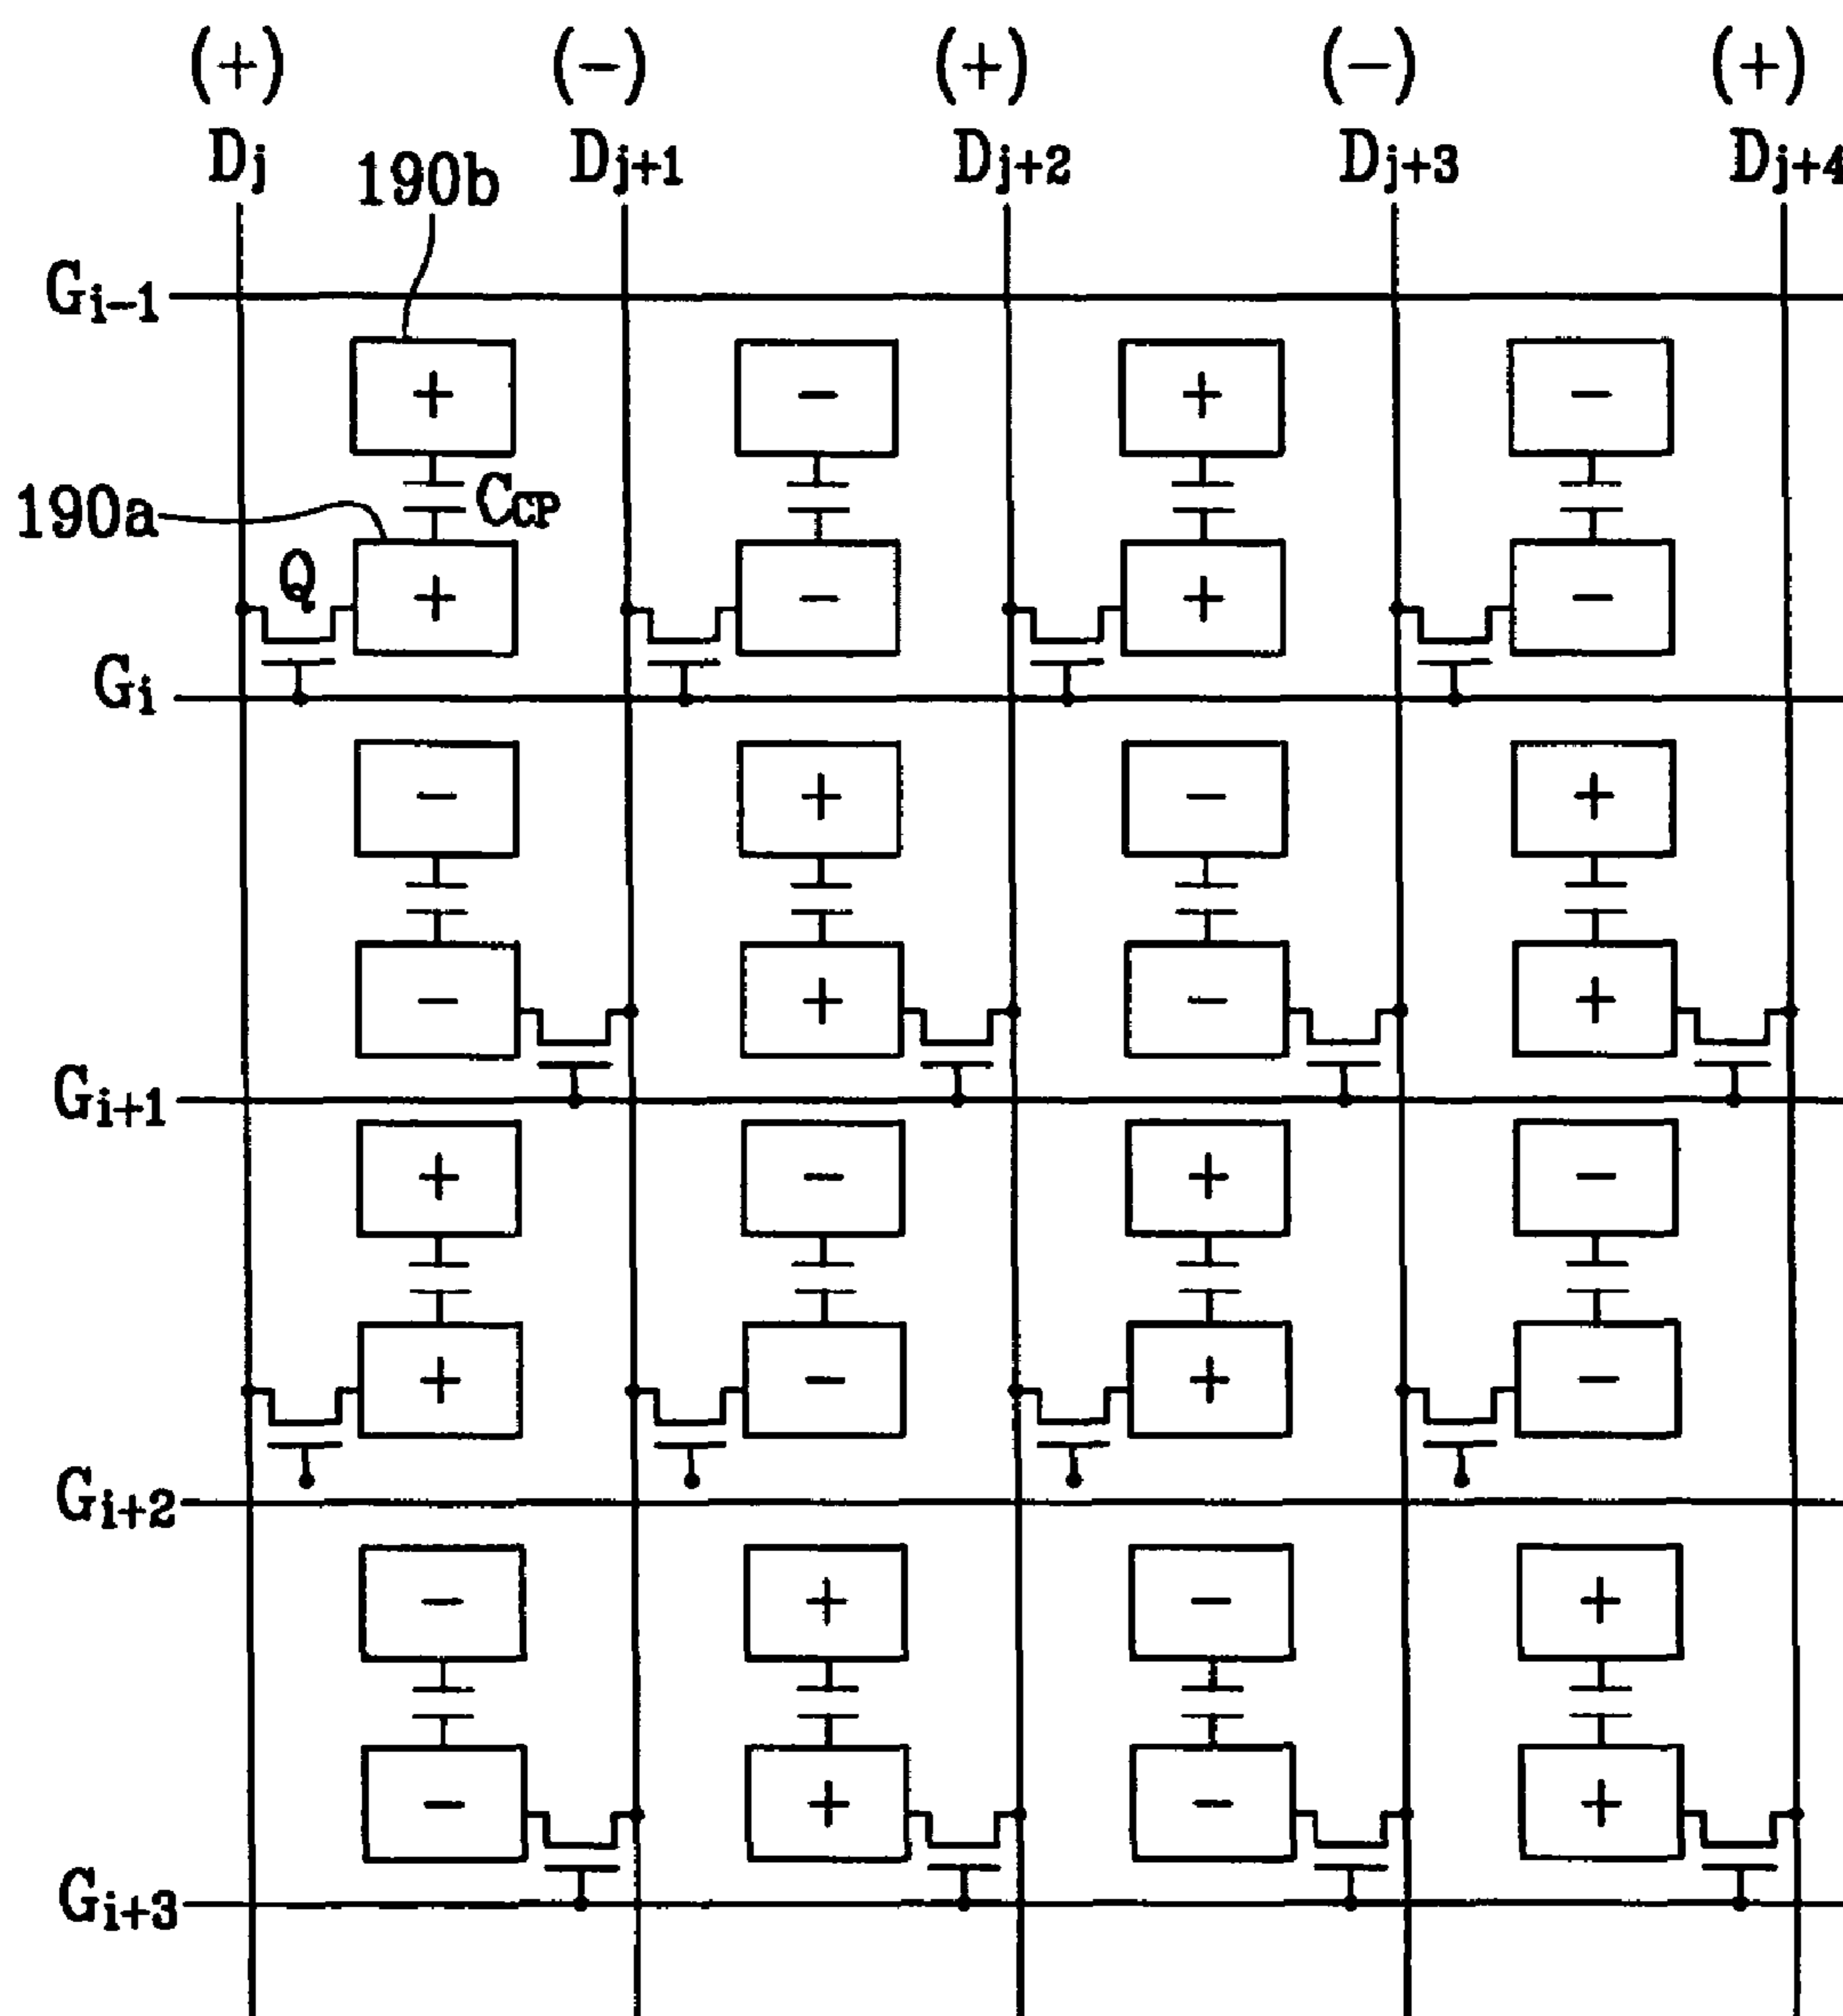 (+) (−) (+) (−) (+)
Dj 190b Dj+1 Dj+2 Dj+3 Dj+4
Gi−1
+ − + −
190a CCP
Q + − + −
Gi
− + − +
− + − +
Gi+1
+ − + −
+ − + −
Gi+2
− + − +
− + − +
Gi+3